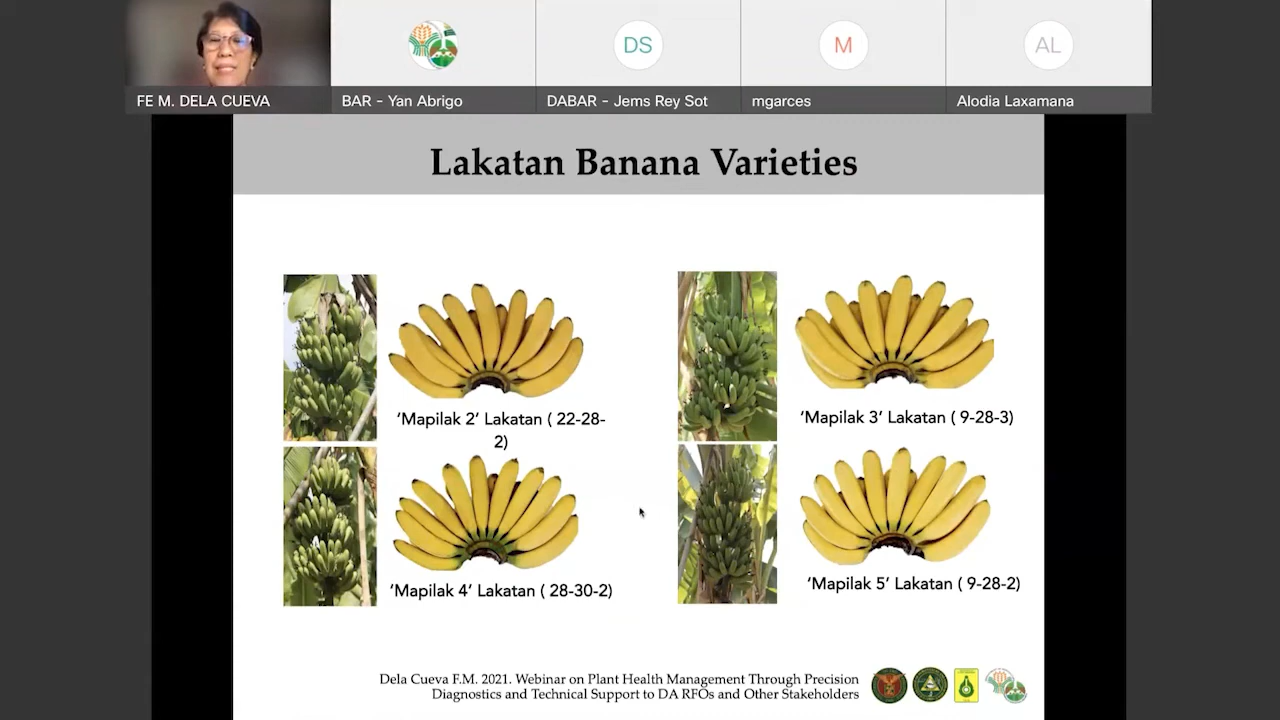 DS
M
AL
FE M. DELA CUEVA
BAR - Yan Abrigo
DABAR - Jems Rey Sot
mgarces
Alodia Laxamana
Lakatan Banana Varieties
‘Mapilak 2’ Lakatan ( 22-28-
2)
‘Mapilak 3’ Lakatan ( 9-28-3)
‘Mapilak 4’ Lakatan ( 28-30-2)
‘Mapilak 5’ Lakatan ( 9-28-2)
Dela Cueva F.M. 2021. Webinar on Plant Health Management Through Precision
Diagnostics and Technical Support to DA RFOs and Other Stakeholders